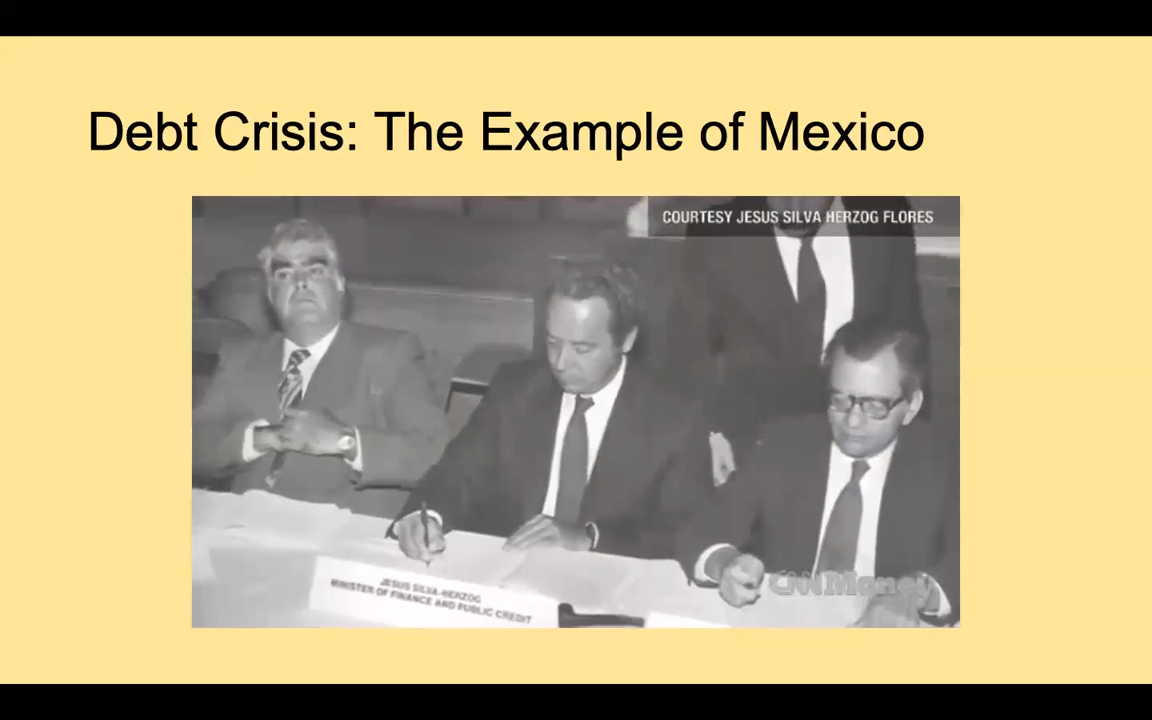 Debt Crisis: The Example of Mexico
COURTESY JESUS SILVA HERZOG FLORES
JESUS SILVA-HERZOG
MINISTER OF FINANCE AND PUBLIC CREDIT
CNNMoney